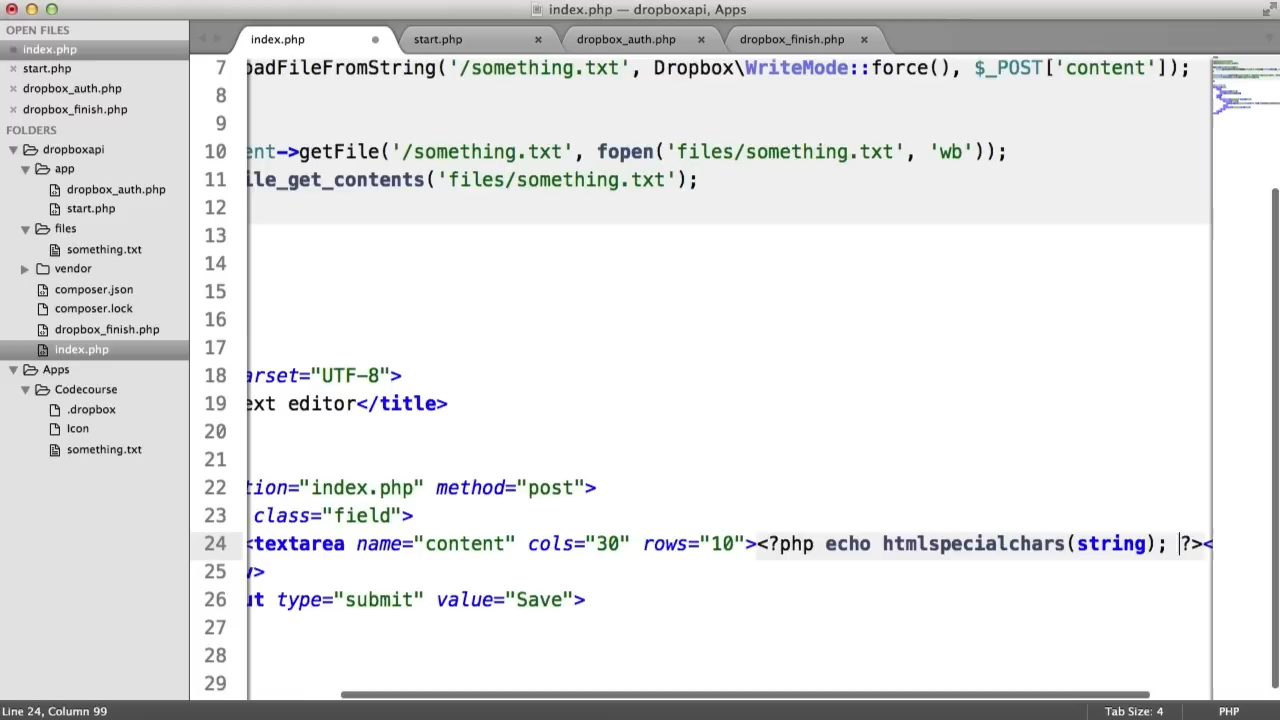 index.php — dropboxapi, Apps
OPEN FILES
index.php
start.php
dropbox_auth.php
dropbox_finish.php
FOLDERS
dropboxapi
app
dropbox_auth.php
start.php
files
something.txt
vendor
composer.json
composer.lock
dropbox_finish.php
index.php
Apps
Codecourse
.dropbox
Icon
something.txt
index.php start.php dropbox_auth.php dropbox_finish.php
7 oadFileFromString('/something.txt', Dropbox\WriteMode::force(), $_POST['content']);
8
9
10 ent->getFile('/something.txt', fopen('files/something.txt', 'wb'));
11 ile_get_contents('files/something.txt');
12
13
14
15
16
17
18 arset="UTF-8">
19 ext editor</title>
20
21
22 tion="index.php" method="post">
23 class="field">
24 <textarea name="content" cols="30" rows="10"><?php echo htmlspecialchars(string); ?><
25 v>
26 ut type="submit" value="Save">
27
28
29
Line 24, Column 99
Tab Size: 4
PHP